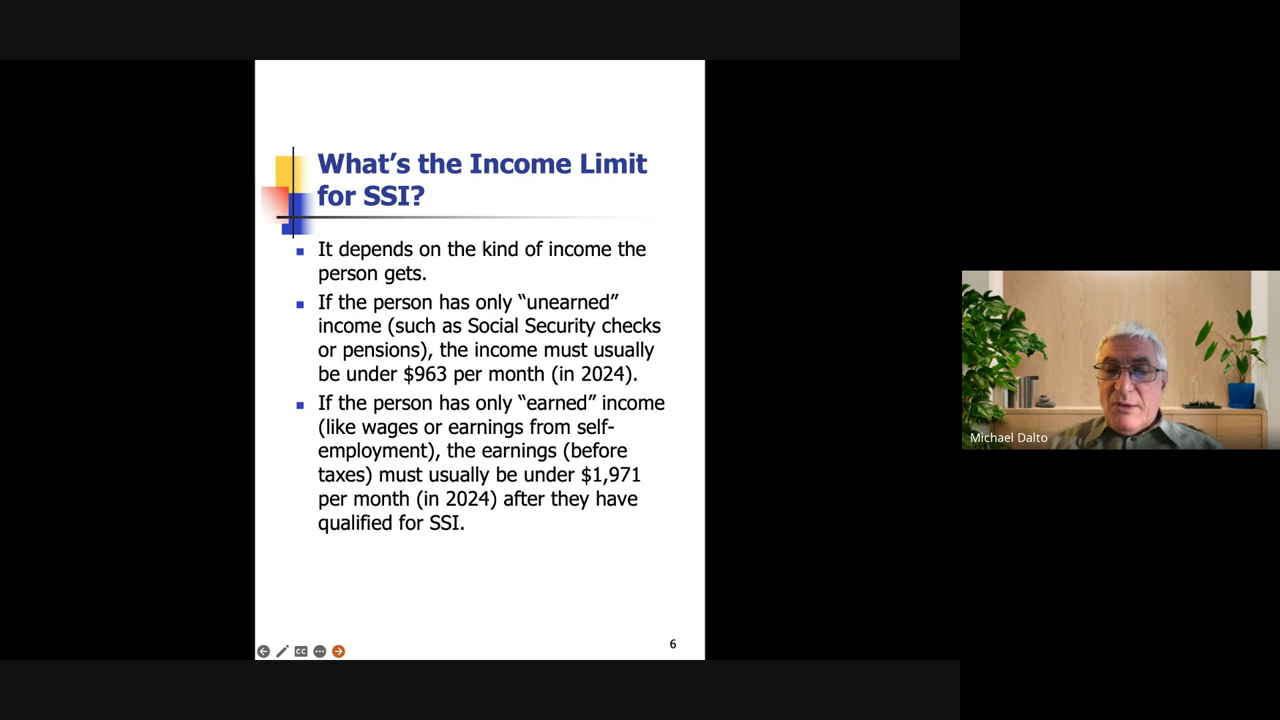 What’s the Income Limit
for SSI?
It depends on the kind of income the
person gets.
If the person has only “unearned”
income (such as Social Security checks
or pensions), the income must usually
be under $963 per month (in 2024).
If the person has only “earned” income
(like wages or earnings from self-
employment), the earnings (before
taxes) must usually be under $1,971
per month (in 2024) after they have
qualified for SSI.
6
CC
Michael Dalto